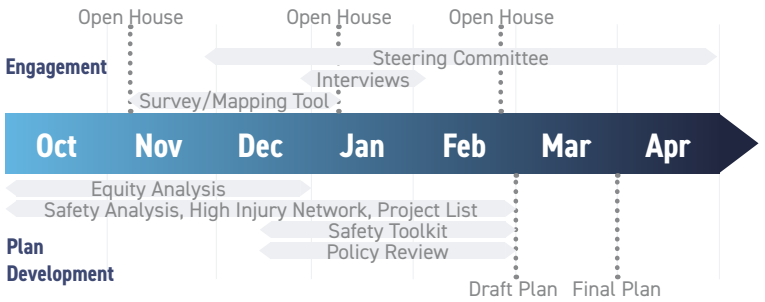 Open House Open House Open House
Engagement
Steering Committee
Interviews
Survey/Mapping Tool
Oct Nov Dec Jan Feb Mar Apr
Equity Analysis
Safety Analysis, High Injury Network, Project List
Safety Toolkit
Policy Review
Plan
Development
Draft Plan Final Plan